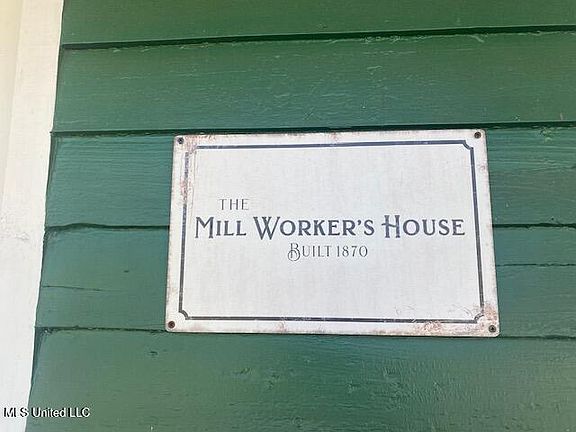 THE
MILL WORKER'S HOUSE
BUILT 1870
MLS United LLC